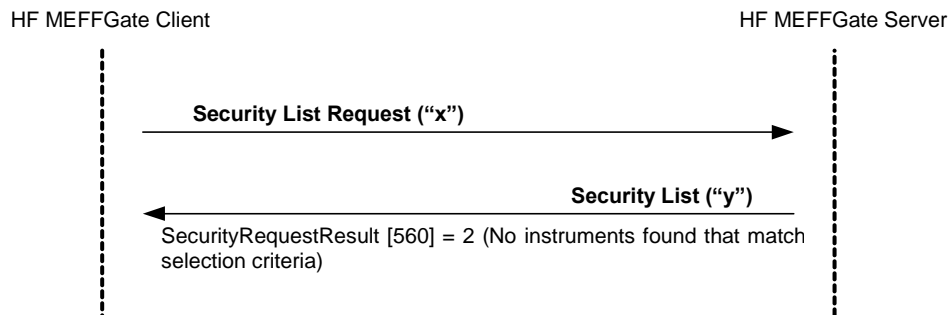 HF MEFFGate Client
HF MEFFGate Server
Security List Request (“x”)
Security List (“y”)
SecurityRequestResult [560] = 2 (No instruments found that match
selection criteria)